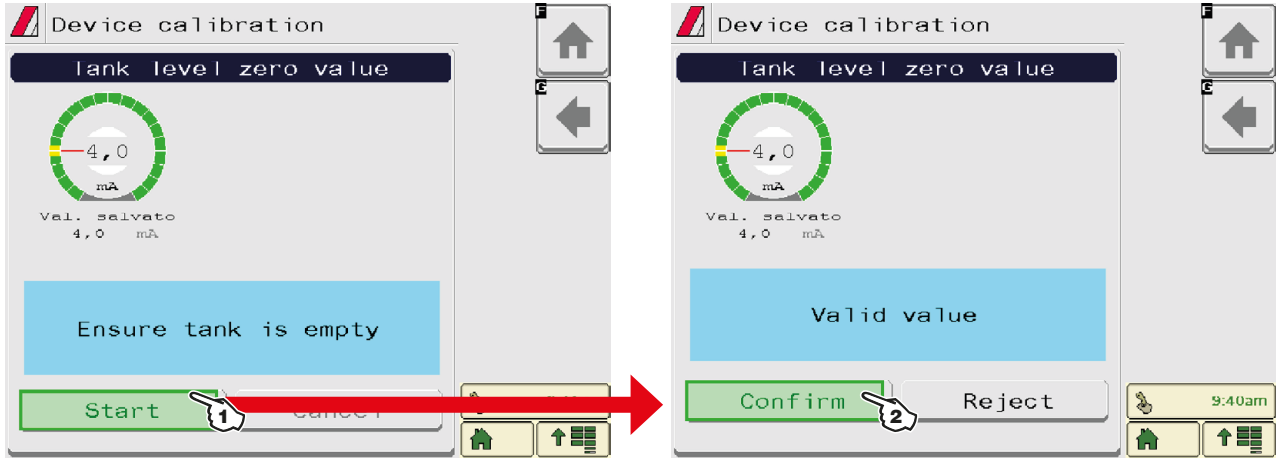 Device calibration
F
Tank level zero value
G
4,0
mA
Val. salvato
4,0 mA
Ensure tank is empty
Start
1
Cancel
Device calibration
F
Tank level zero value
G
4,0
mA
Val. salvato
4,0 mA
Valid value
Confirm
2
Reject
9:40am